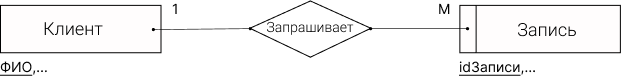 Клиент
1
Запрашивает
М
Запись
ФИО,...
idЗаписи,...